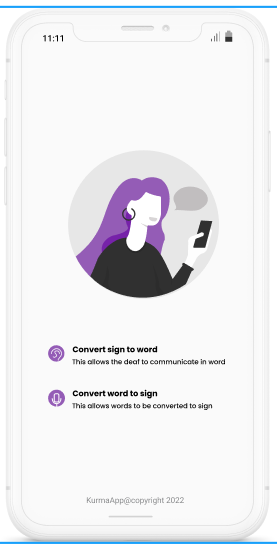 11:11
Convert sign to word
This allows the deaf to communicate in word
Convert word to sign
This allows words to be converted to sign
KurmaApp@copyright 2022